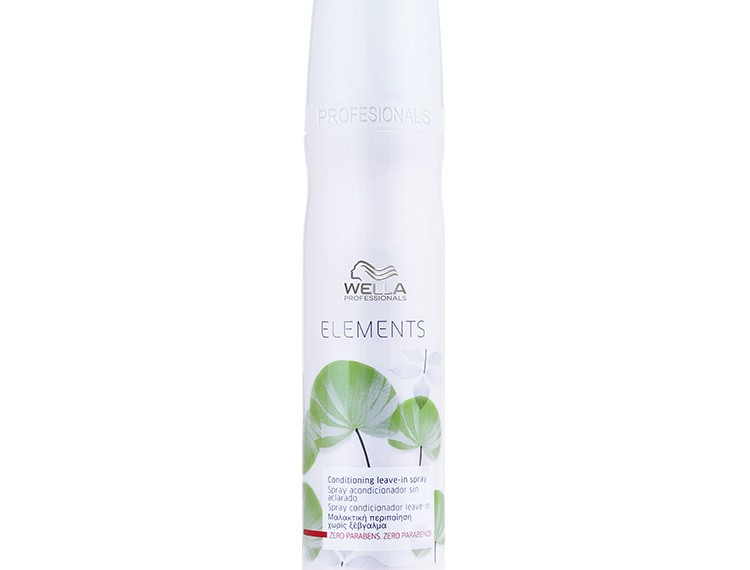 PROFESIONALS
WELLA
PROFESSIONALS
ELEMENTS
Conditioning leave-in spray
Spray acondicionador sin
aclarado
Spray condicionador leave-in
Μαλακτική περιποίηση
χωρίς ξέβγαλμα
ZERO PARABENS. ZERO PARABENOS